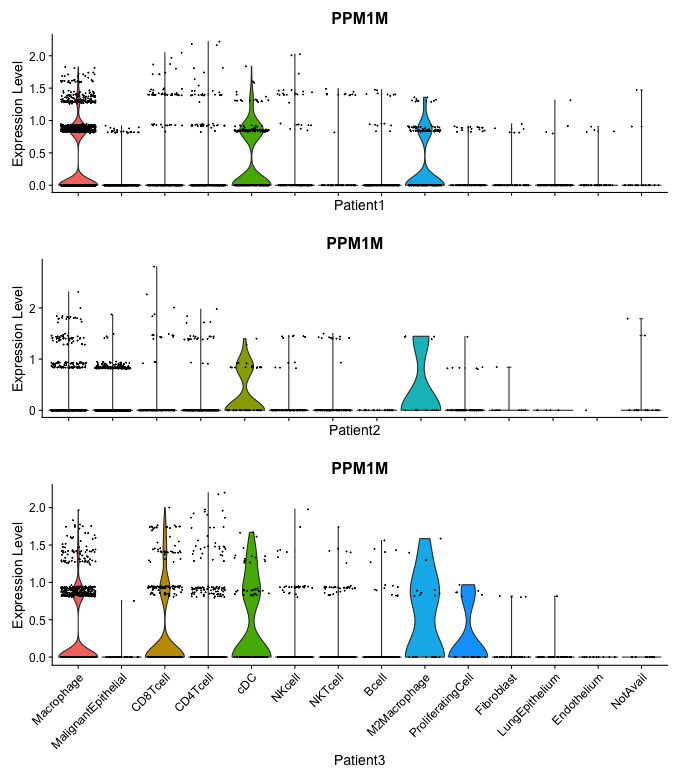 PPM1M
Expression Level
2.0
1.5
1.0
0.5
0.0
Patient1
PPM1M
Expression Level
2
1
0
Patient2
PPM1M
Expression Level
2.0
1.5
1.0
0.5
0.0
Macrophage
MalignantEpithelial
CD8Tcell
CD4Tcell
cDC
NKcell
NKTcell
Bcell
M2Macrophage
ProliferatingCell
Fibroblast
LungEpithelium
Endothelium
NotAvail
Patient3